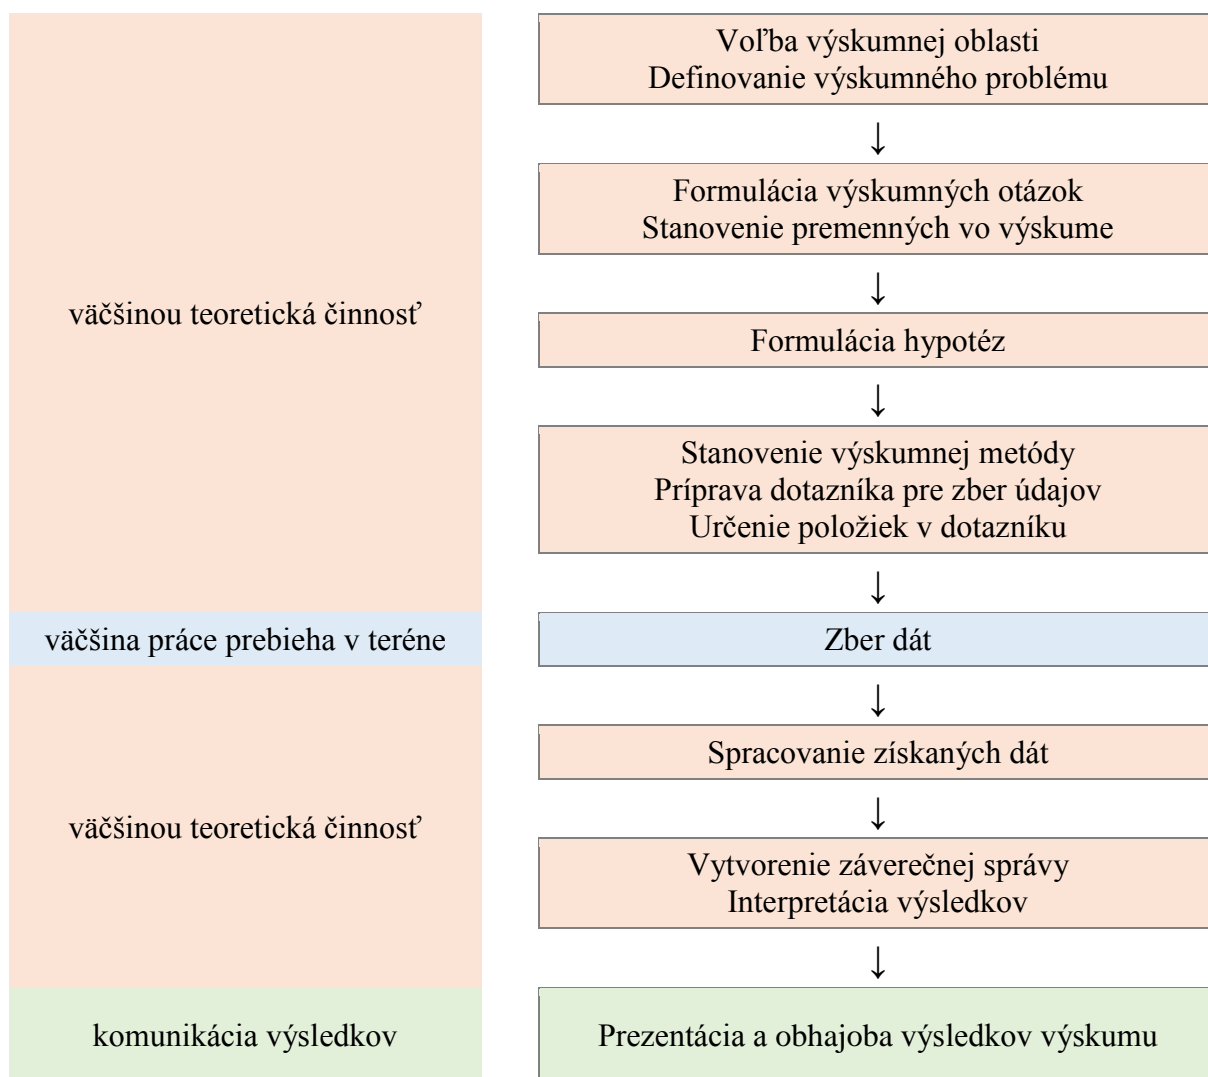 Voľba výskumnej oblasti
Definovanie výskumného problému
↓
Formulácia výskumných otázok
Stanovenie premenných vo výskume
↓
väčšinou teoretická činnosť
Formulácia hypotéz
↓
Stanovenie výskumnej metódy
Príprava dotazníka pre zber údajov
Určenie položiek v dotazníku
↓
väčšina práce prebieha v teréne
Zber dát
↓
Spracovanie získaných dát
↓
väčšinou teoretická činnosť
Vytvorenie záverečnej správy
Interpretácia výsledkov
↓
komunikácia výsledkov
Prezentácia a obhajoba výsledkov výskumu